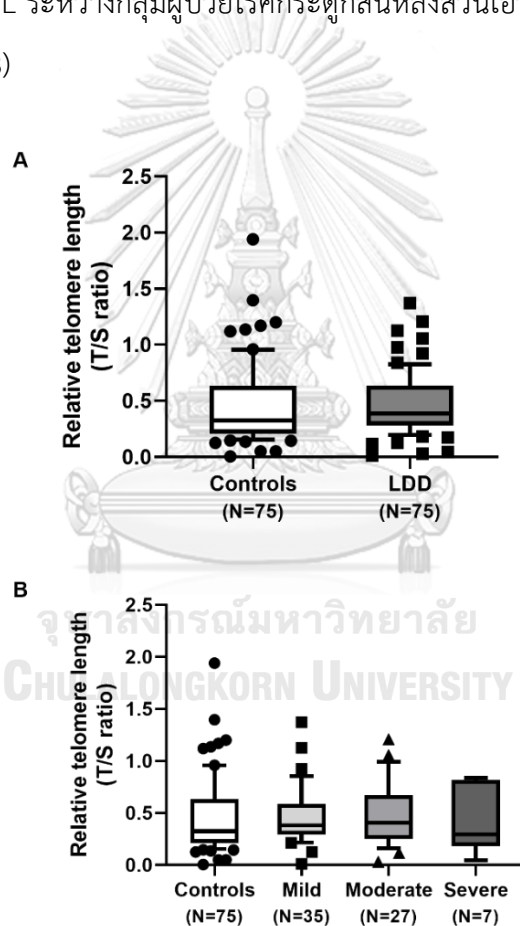 L ระหว่างกลุ่มผู้ป่วยโรคกระดูกสันหลังส่วนเอว
)
A
Relative telomere length
(T/S ratio)
2.5
2.0
1.5
1.0
0.5
0.0
Controls LDD
(N=75) (N=75)
B
Relative telomere length
(T/S ratio)
2.5
2.0
1.5
1.0
0.5
0.0
Controls Mild Moderate Severe
(N=75) (N=35) (N=27) (N=7)
จุฬาลงกรณ์มหาวิทยาลัย
CHULALONGKORN UNIVERSITY